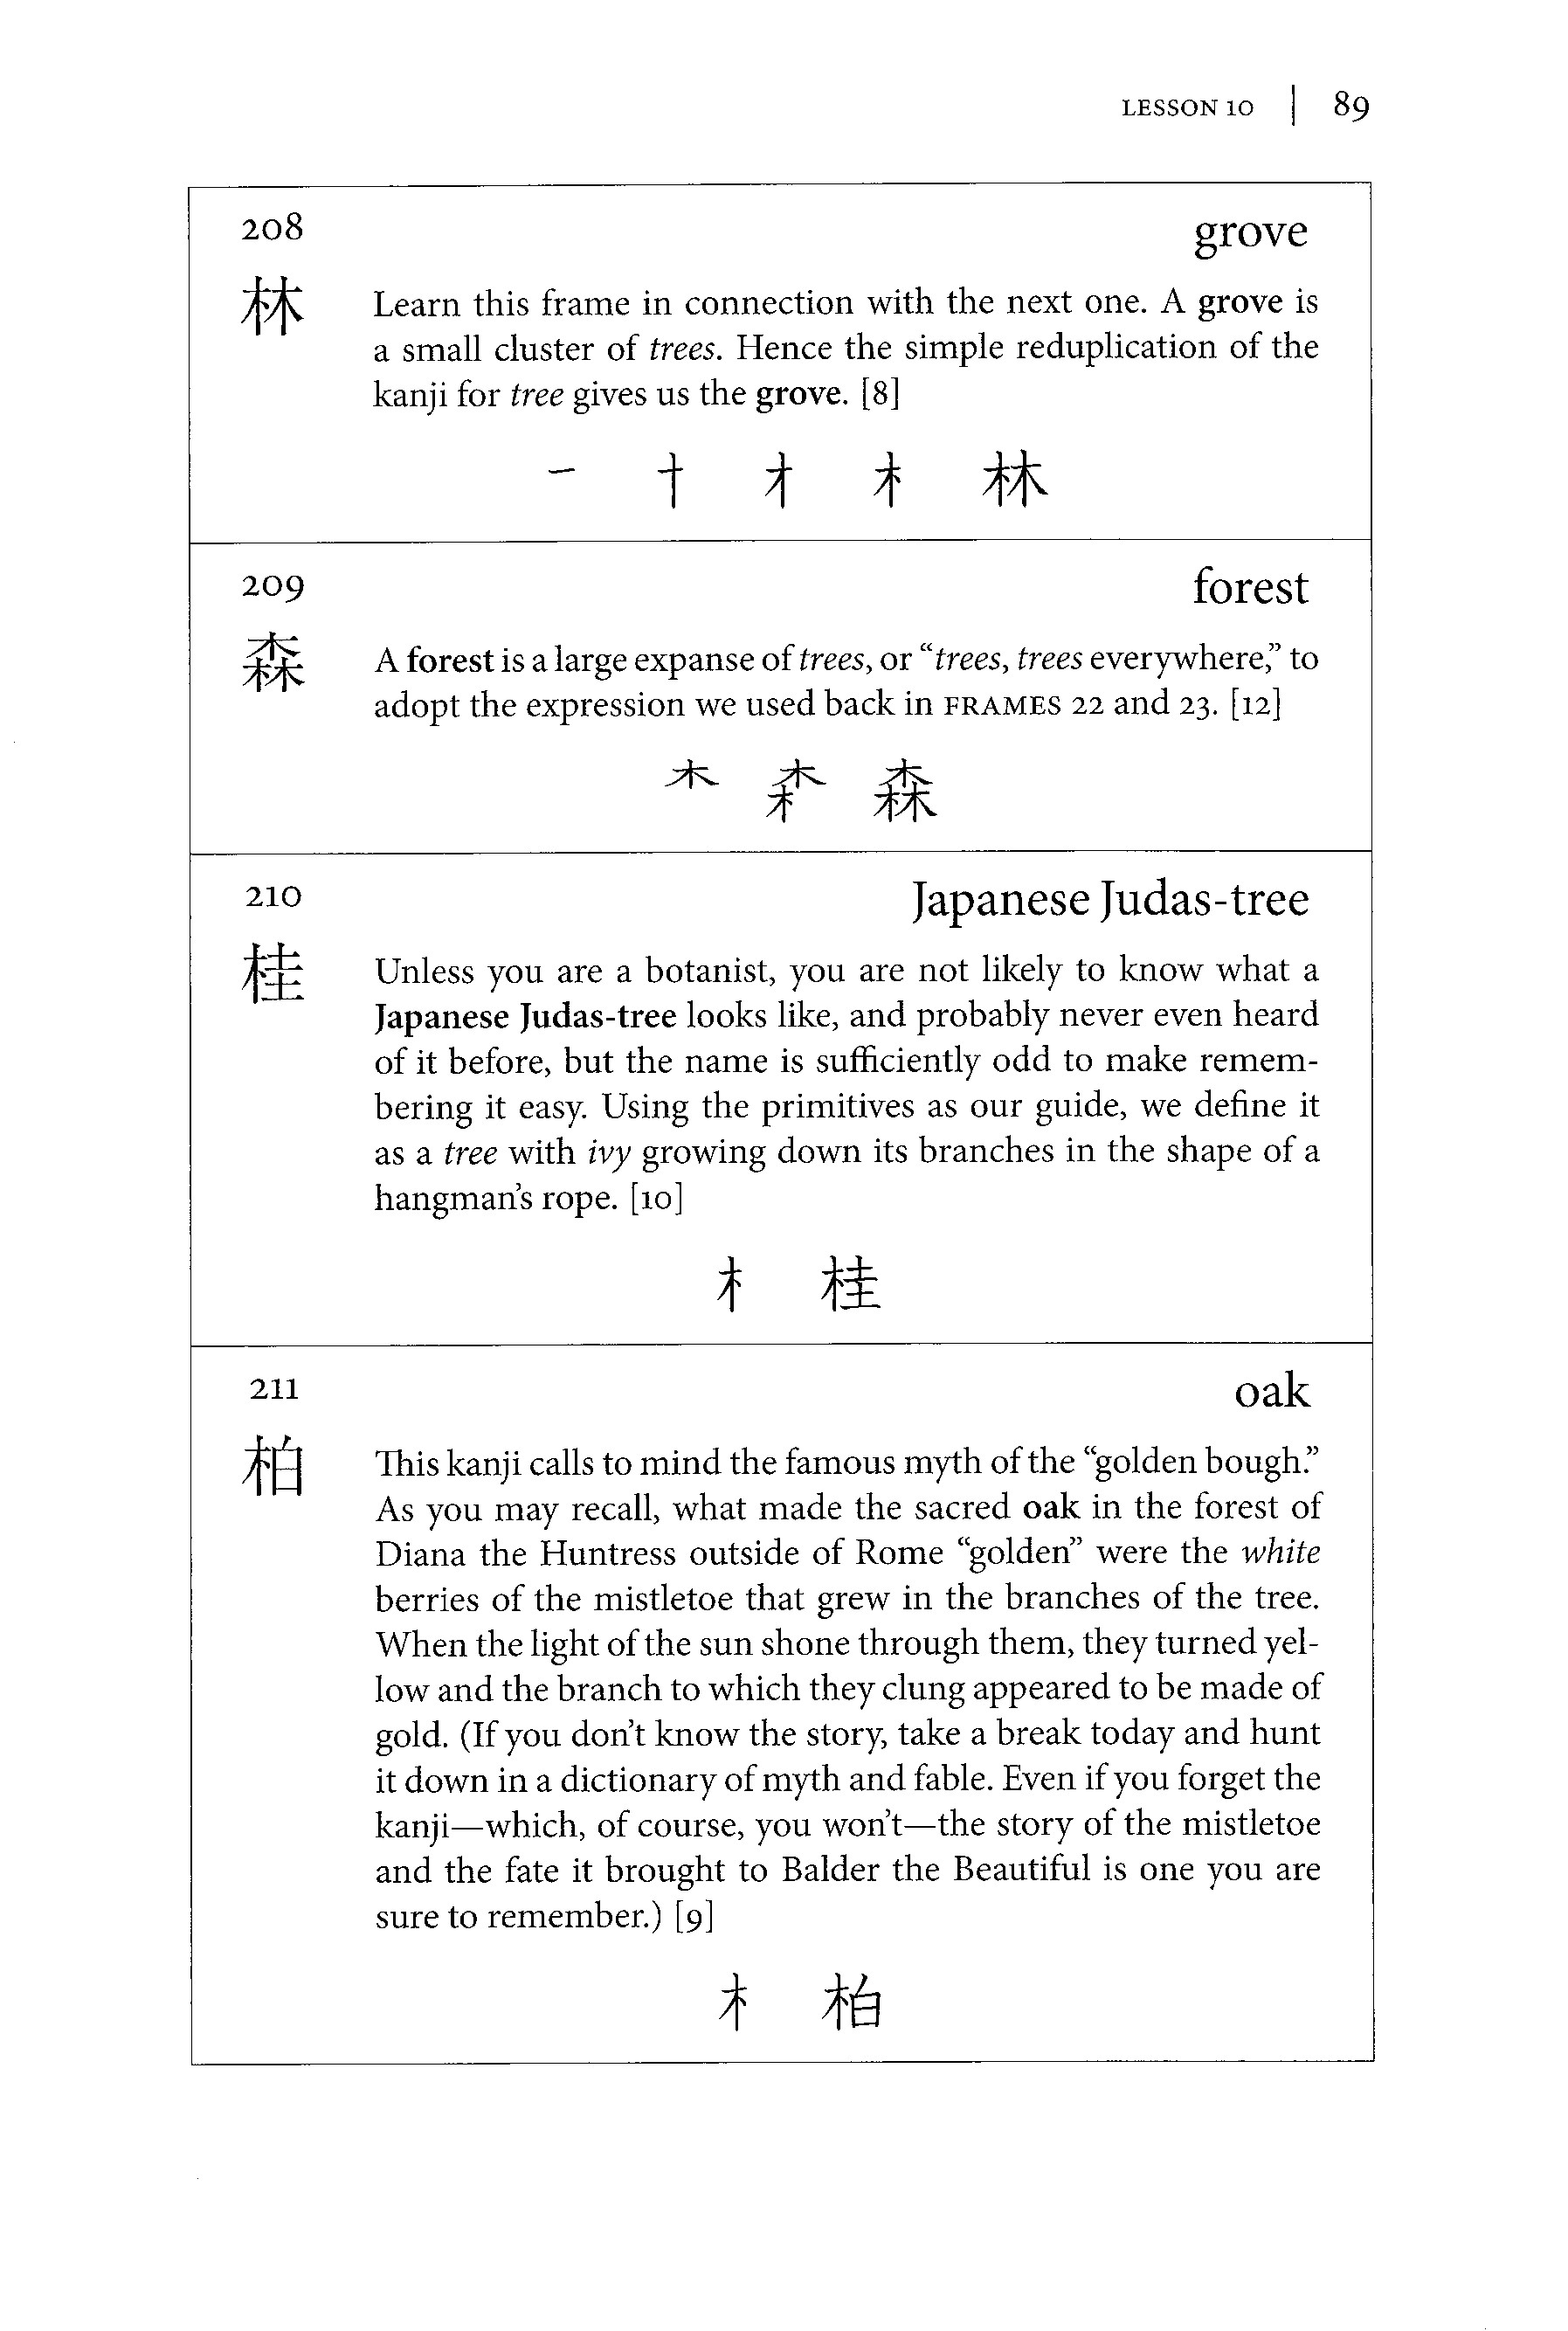 LESSON 10 | 89
208
grove
林
Learn this frame in connection with the next one. A grove is
a small cluster of trees. Hence the simple reduplication of the
kanji for tree gives us the grove. [8]
一 十 才 木 林
209
forest
森
A forest is a large expanse of trees, or “trees, trees everywhere,” to
adopt the expression we used back in FRAMES 22 and 23. [12]
木 森
210
Japanese Judas-tree
桂
Unless you are a botanist, you are not likely to know what a
Japanese Judas-tree looks like, and probably never even heard
of it before, but the name is sufficiently odd to make remem-
bering it easy. Using the primitives as our guide, we define it
as a tree with ivy growing down its branches in the shape of a
hangman’s rope. [10]
木 桂
211
oak
柏
This kanji calls to mind the famous myth of the “golden bough.”
As you may recall, what made the sacred oak in the forest of
Diana the Huntress outside of Rome “golden” were the white
berries of the mistletoe that grew in the branches of the tree.
When the light of the sun shone through them, they turned yel-
low and the branch to which they clung appeared to be made of
gold. (If you don’t know the story, take a break today and hunt
it down in a dictionary of myth and fable. Even if you forget the
kanji—which, of course, you won’t—the story of the mistletoe
and the fate it brought to Balder the Beautiful is one you are
sure to remember.) [9]
木 柏